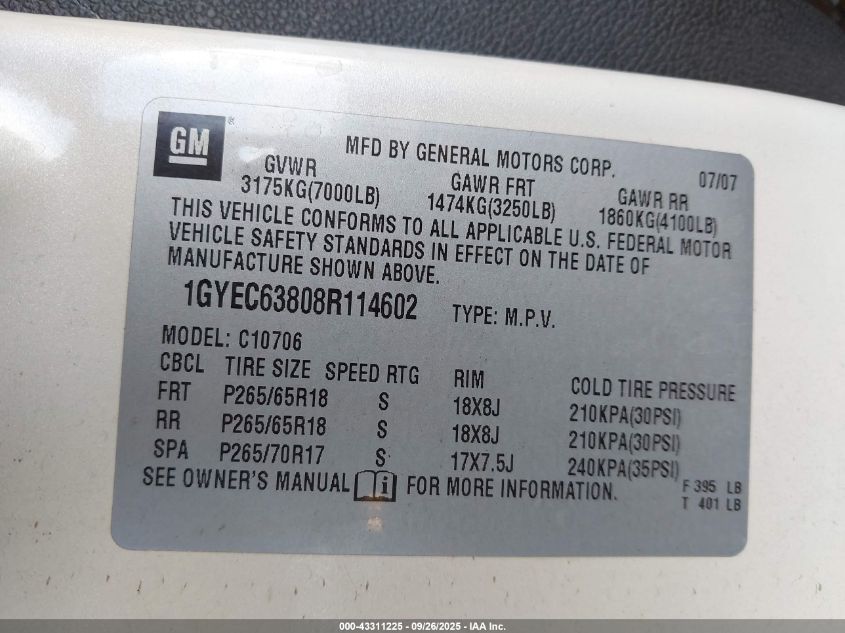 GM®
MFD BY GENERAL MOTORS CORP. 07/07
GVWR GAWR FRT GAWR RR
3175KG(7000LB) 1474KG(3250LB) 1860KG(4100LB)
THIS VEHICLE CONFORMS TO ALL APPLICABLE U.S. FEDERAL MOTOR
VEHICLE SAFETY STANDARDS IN EFFECT ON THE DATE OF
MANUFACTURE SHOWN ABOVE.
1GYEC63808R114602 TYPE: M.P.V.
MODEL: C10706
CBCL TIRE SIZE SPEED RTG RIM COLD TIRE PRESSURE
FRT P265/65R18 S 18X8J 210KPA(30PSI)
RR P265/65R18 S 18X8J 210KPA(30PSI)
SPA P265/70R17 S 17X7.5J 240KPA(35PSI)
SEE OWNER'S MANUAL i FOR MORE INFORMATION.
F 395 LB
T 401 LB
000-43311225 - 09/26/2025 - IAA Inc.